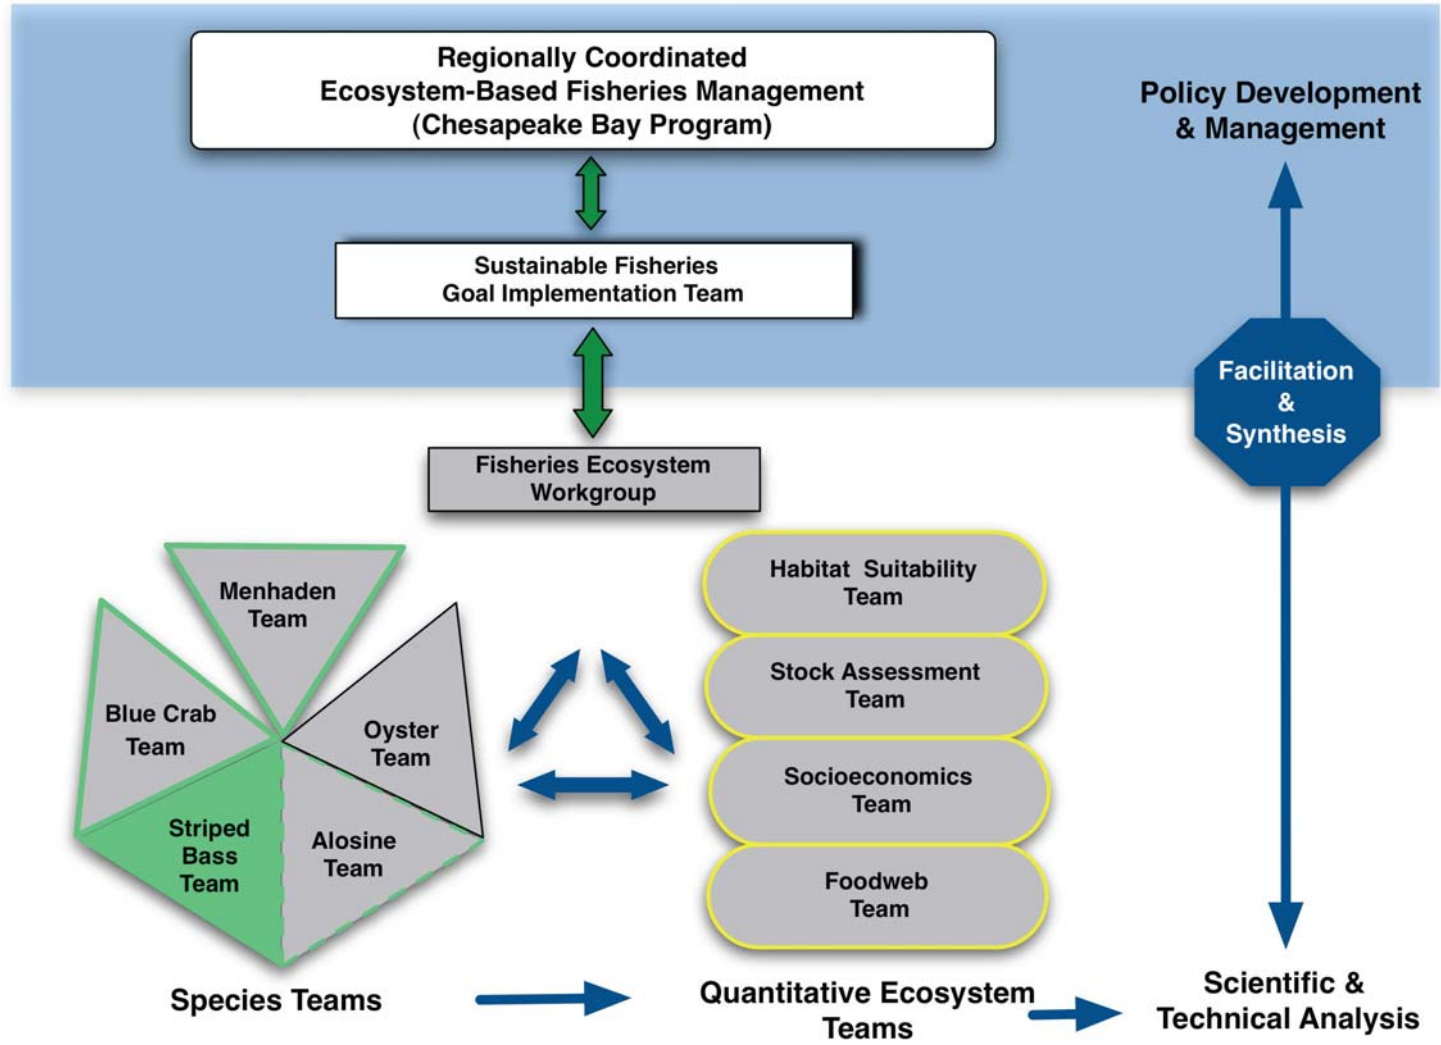 Regionally Coordinated
Ecosystem-Based Fisheries Management
(Chesapeake Bay Program)
Policy Development
& Management
Sustainable Fisheries
Goal Implementation Team
Facilitation
&
Synthesis
Fisheries Ecosystem
Workgroup
Menhaden
Team
Blue Crab
Team
Oyster
Team
Striped
Bass
Team
Alosine
Team
Habitat Suitability
Team
Stock Assessment
Team
Socioeconomics
Team
Foodweb
Team
Species Teams
Quantitative Ecosystem
Teams
Scientific &
Technical Analysis